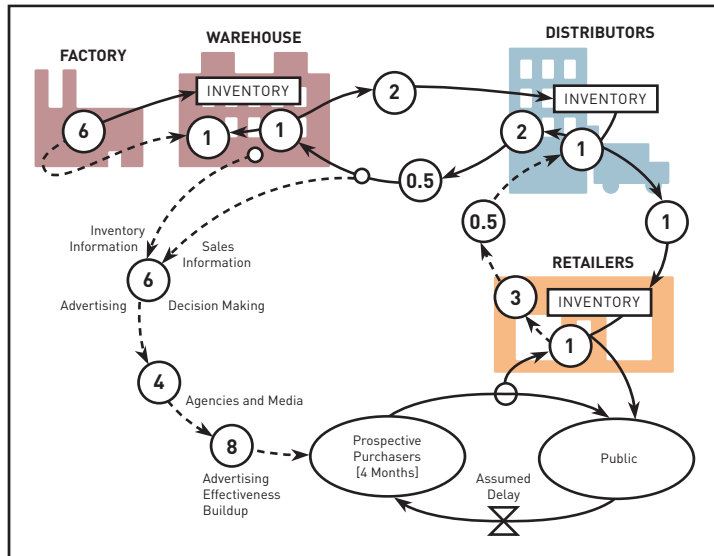 FACTORY
WAREHOUSE
DISTRIBUTORS
INVENTORY
INVENTORY
6
1
1
2
2
1
0.5
0.5
1
Inventory
Information
Sales
Information
6
Advertising
Decision Making
RETAILERS
INVENTORY
3
1
4
Agencies and Media
8
Advertising
Effectiveness
Buildup
Prospective
Purchasers
[4 Months]
Assumed
Delay
Public